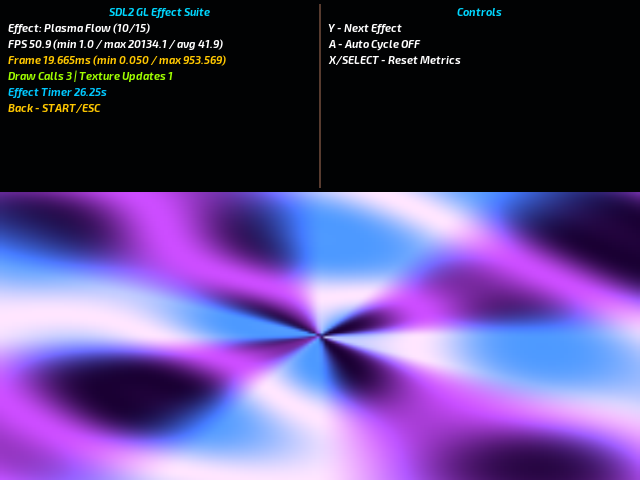 SDL2 GL Effect Suite
Effect: Plasma Flow (10/15)
FPS 50.9 (min 1.0 / max 20134.1 / avg 41.9)
Frame 19.665ms (min 0.050 / max 953.569)
Draw Calls 3 | Texture Updates 1
Effect Timer 26.25s
Back - START/ESC
Controls
Y - Next Effect
A - Auto Cycle OFF
X/SELECT - Reset Metrics